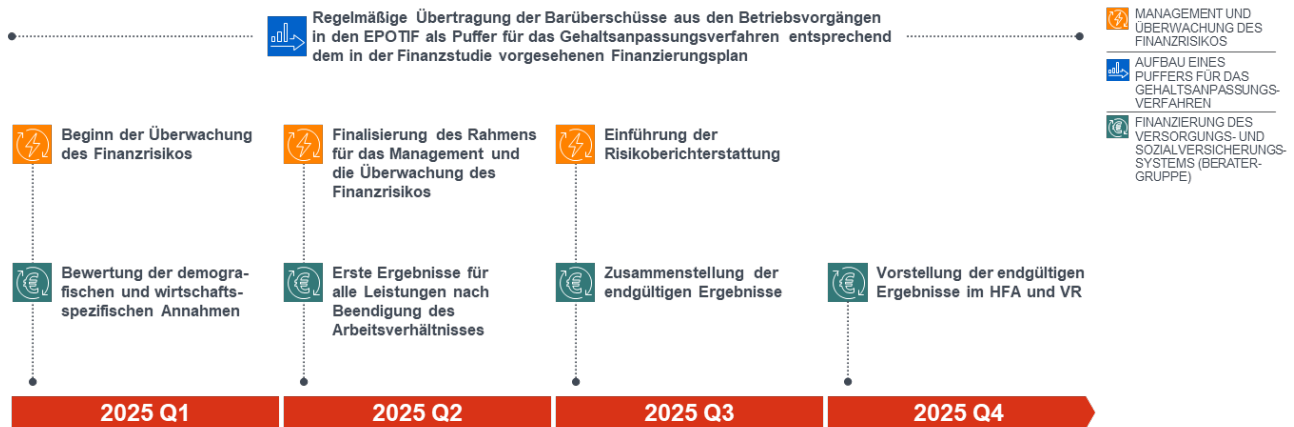 Regelmäßige Übertragung der Barüberschüsse aus den Betriebsvorgängen
in den EPOTIF als Puffer für das Gehaltsanpassungsverfahren entsprechend
dem in der Finanzstudie vorgesehenen Finanzierungsplan
MANAGEMENT UND
ÜBERWACHUNG DES
FINANZRISIKOS
AUFBAU EINES
PUFFERS FÜR DAS
GEHALTSANPASSUNGS-
VERFAHREN
FINANZIERUNG DES
VERSORGUNGS- UND
SOZIALVERSICHERUNGS-
SYSTEMS (BERATER-
GRUPPE)
Beginn der Überwachung
des Finanzrisikos
Finalisierung des Rahmens
für das Management und
die Überwachung des
Finanzrisikos
Einführung der
Risikoberichterstattung
Bewertung der demogra-
fischen und wirtschafts-
spezifischen Annahmen
Erste Ergebnisse für
alle Leistungen nach
Beendigung des
Arbeitsverhältnisses
Zusammenstellung der
endgültigen Ergebnisse
Vorstellung der endgültigen
Ergebnisse im HFA und VR
2025 Q1
2025 Q2
2025 Q3
2025 Q4